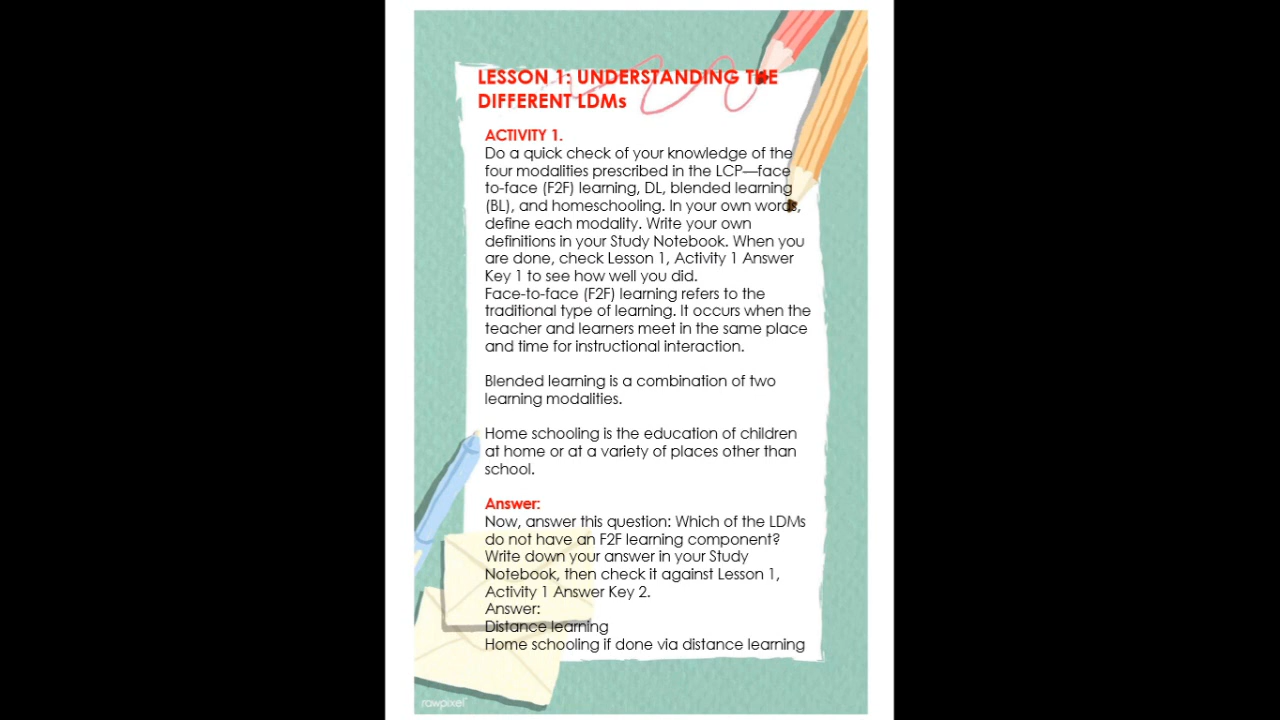 LESSON 1: UNDERSTANDING THE
DIFFERENT LDMs
ACTIVITY 1.
Do a quick check of your knowledge of the
four modalities prescribed in the LCP—face
to-face (F2F) learning, DL, blended learning
(BL), and homeschooling. In your own words,
define each modality. Write your own
definitions in your Study Notebook. When you
are done, check Lesson 1, Activity 1 Answer
Key 1 to see how well you did.
Face-to-face (F2F) learning refers to the
traditional type of learning. It occurs when the
teacher and learners meet in the same place
and time for instructional interaction.
Blended learning is a combination of two
learning modalities.
Home schooling is the education of children
at home or at a variety of places other than
school.
Answer:
Now, answer this question: Which of the LDMs
do not have an F2F learning component?
Write down your answer in your Study
Notebook, then check it against Lesson 1,
Activity 1 Answer Key 2.
Answer:
Distance learning
Home schooling if done via distance learning
rawpixel